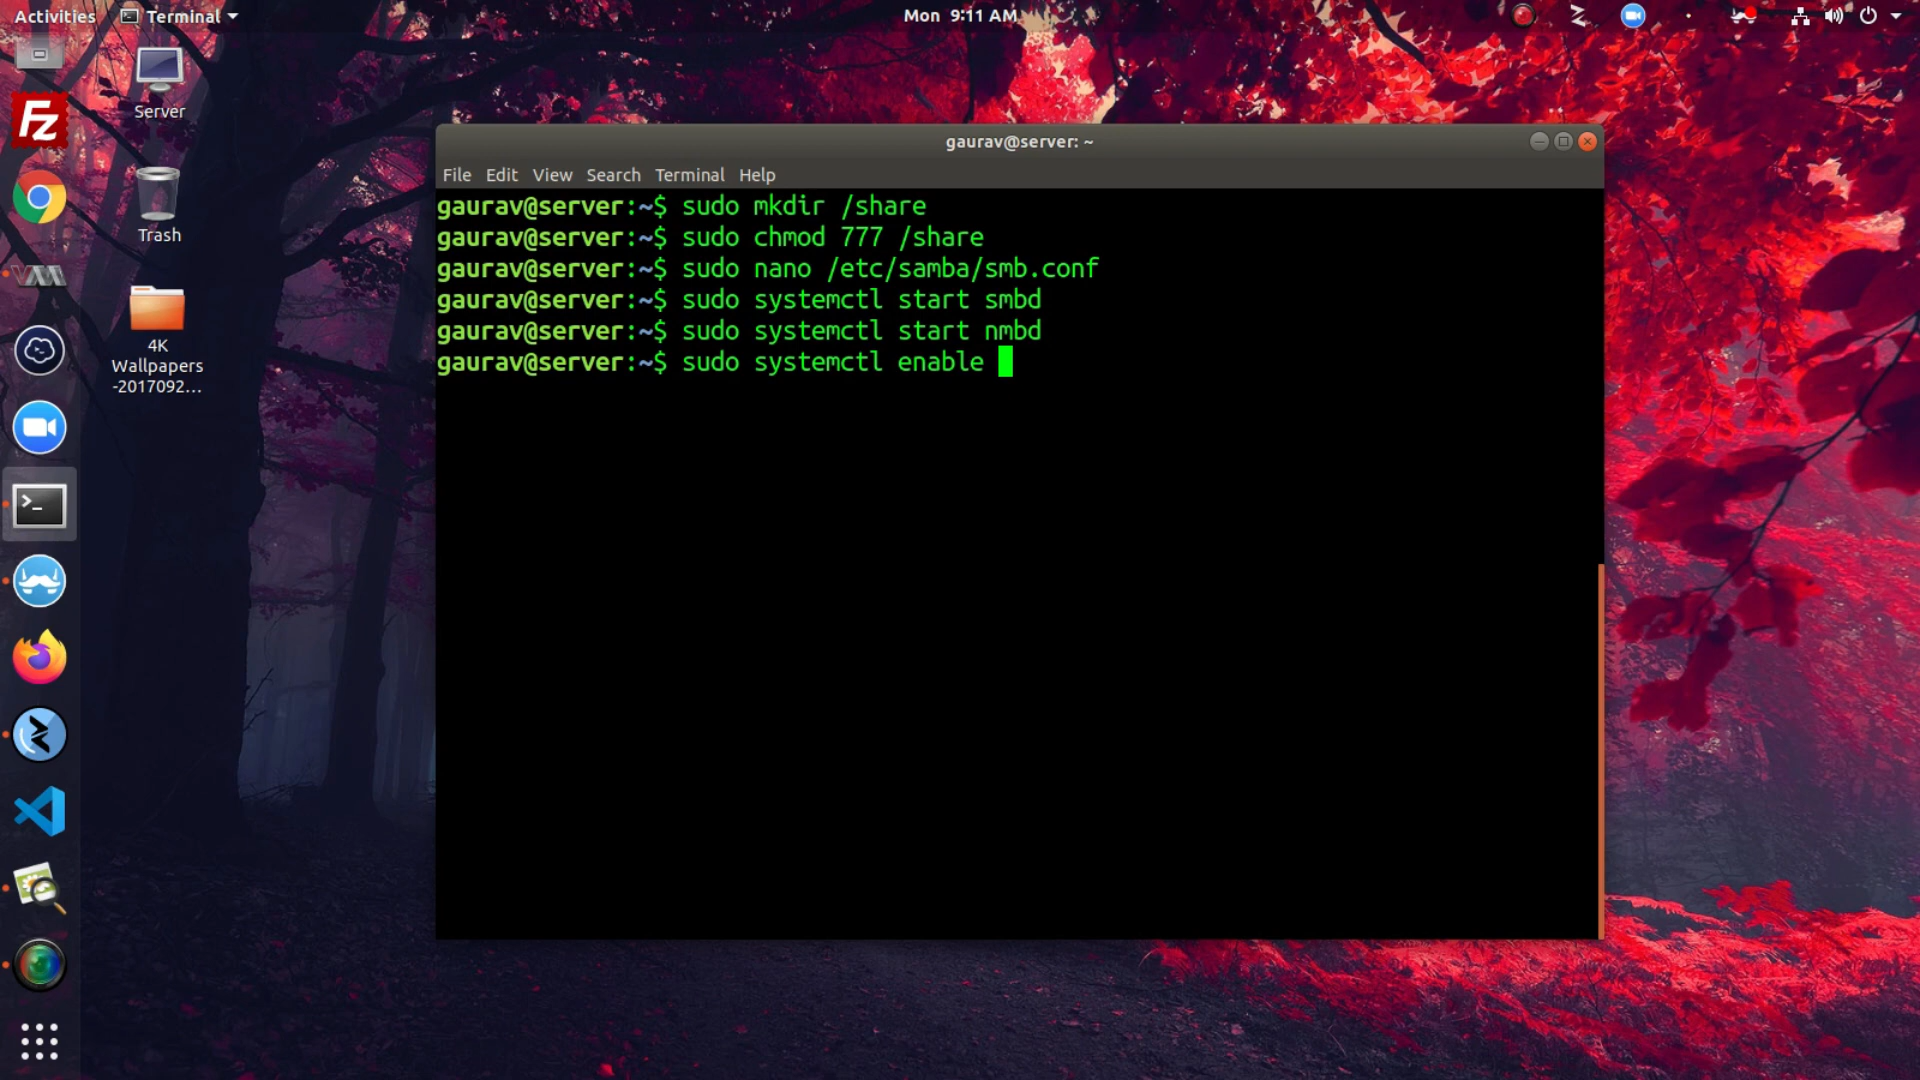 Activities Terminal Mon 9:11 AM
Server
Trash
4K
Wallpapers
-2017092...
gaurav@server: ~
File Edit View Search Terminal Help
gaurav@server:~$ sudo mkdir /share
gaurav@server:~$ sudo chmod 777 /share
gaurav@server:~$ sudo nano /etc/samba/smb.conf
gaurav@server:~$ sudo systemctl start smbd
gaurav@server:~$ sudo systemctl start nmbd
gaurav@server:~$ sudo systemctl enable